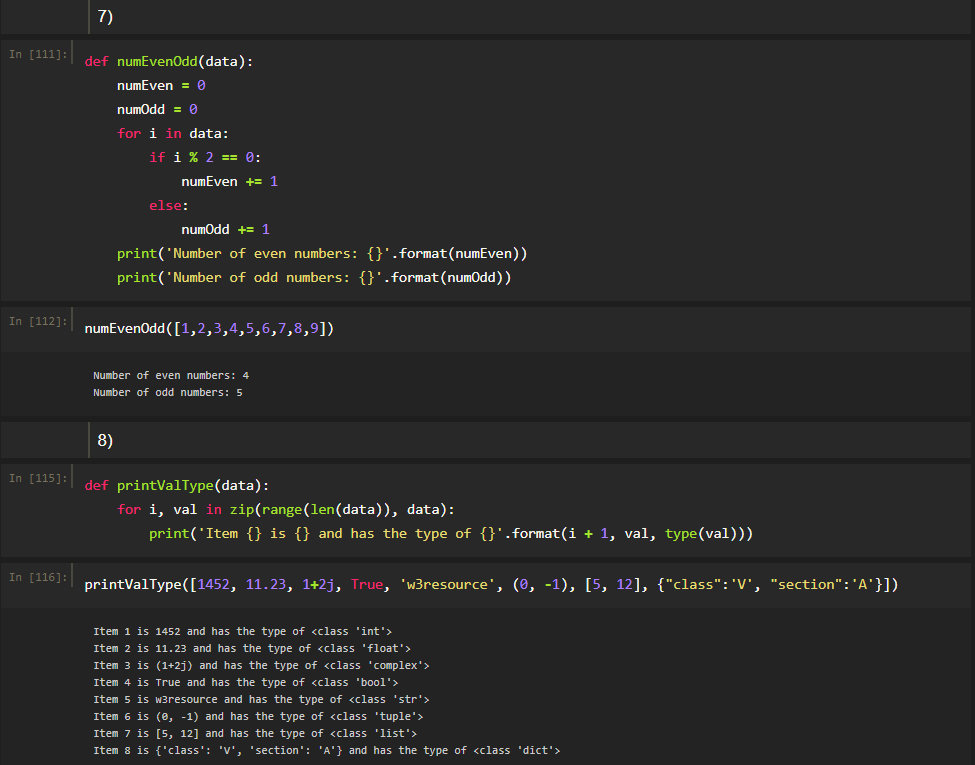 7)
In [111]:
def numEvenOdd(data):
    numEven = 0
    numOdd = 0
    for i in data:
        if i % 2 == 0:
            numEven += 1
        else:
            numOdd += 1
    print('Number of even numbers: {}'.format(numEven))
    print('Number of odd numbers: {}'.format(numOdd))
In [112]:
numEvenOdd([1,2,3,4,5,6,7,8,9])
Number of even numbers: 4
Number of odd numbers: 5
8)
In [115]:
def printValType(data):
    for i, val in zip(range(len(data)), data):
        print('Item {} is {} and has the type of {}'.format(i + 1, val, type(val)))
In [116]:
printValType([1452, 11.23, 1+2j, True, 'w3resource', (0, -1), [5, 12], {"class":'V', "section":'A'}])
Item 1 is 1452 and has the type of <class 'int'>
Item 2 is 11.23 and has the type of <class 'float'>
Item 3 is (1+2j) and has the type of <class 'complex'>
Item 4 is True and has the type of <class 'bool'>
Item 5 is w3resource and has the type of <class 'str'>
Item 6 is (0, -1) and has the type of <class 'tuple'>
Item 7 is [5, 12] and has the type of <class 'list'>
Item 8 is {'class': 'V', 'section': 'A'} and has the type of <class 'dict'>